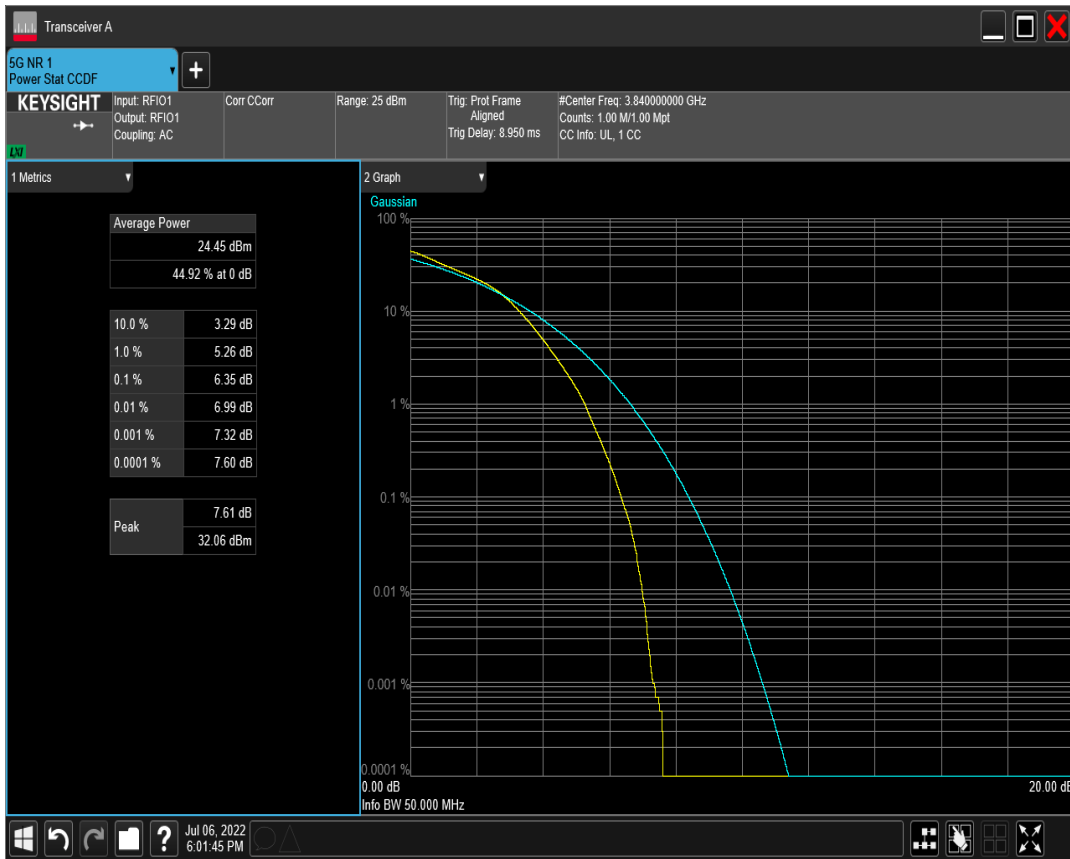 Transceiver A
5G NR 1
Power Stat CCDF
+
KEYSIGHT
LXI
Input: RFIO1
Output: RFIO1
Coupling: AC
Corr CCorr
Range: 25 dBm
Trig: Prot Frame
Aligned
Trig Delay: 8.950 ms
#Center Freq: 3.840000000 GHz
Counts: 1.00 M/1.00 Mpt
CC Info: UL, 1 CC
1 Metrics
Average Power
24.45 dBm
44.92 % at 0 dB
10.0 % 3.29 dB
1.0 % 5.26 dB
0.1 % 6.35 dB
0.01 % 6.99 dB
0.001 % 7.32 dB
0.0001 % 7.60 dB
Peak
7.61 dB
32.06 dBm
2 Graph
Gaussian
100 %
10 %
1 %
0.1 %
0.01 %
0.001 %
0.0001 %
0.00 dB 20.00 dB
Info BW 50.000 MHz
?
Jul 06, 2022
6:01:45 PM